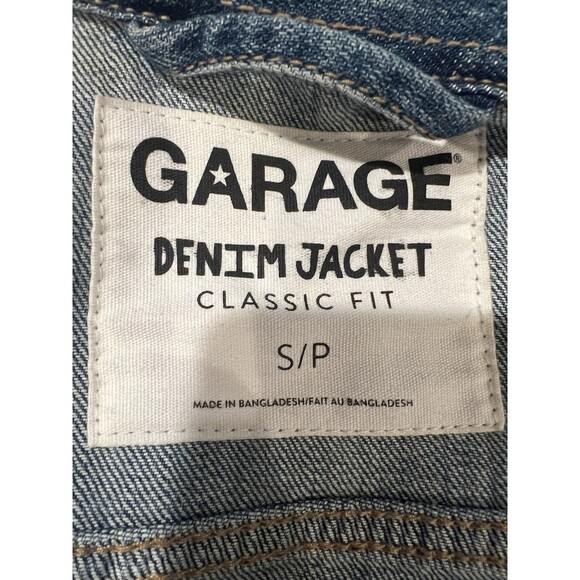 GARAGE®
DENIM JACKET
CLASSIC FIT
S/P
MADE IN BANGLADESH/FAIT AU BANGLADESH